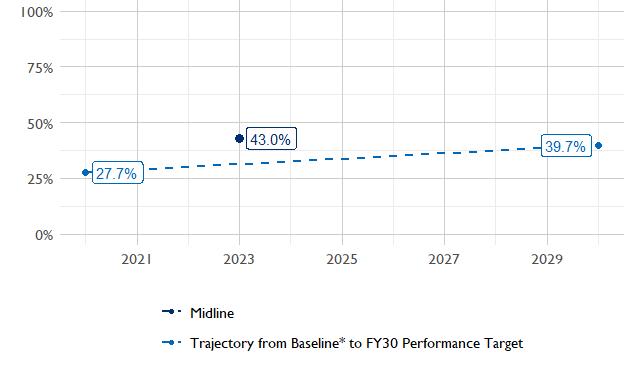 100%
75%
50%
25%
0%
43.0%
27.7%
39.7%
2021 2023 2025 2027 2029
Midline
Trajectory from Baseline* to FY30 Performance Target